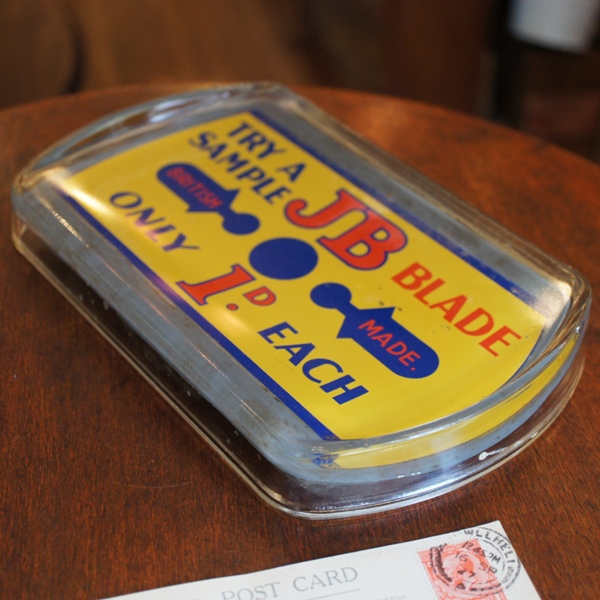 TRY A
SAMPLE
JB BLADE
BRITISH
MADE.
ONLY
1D. EACH
POST CARD